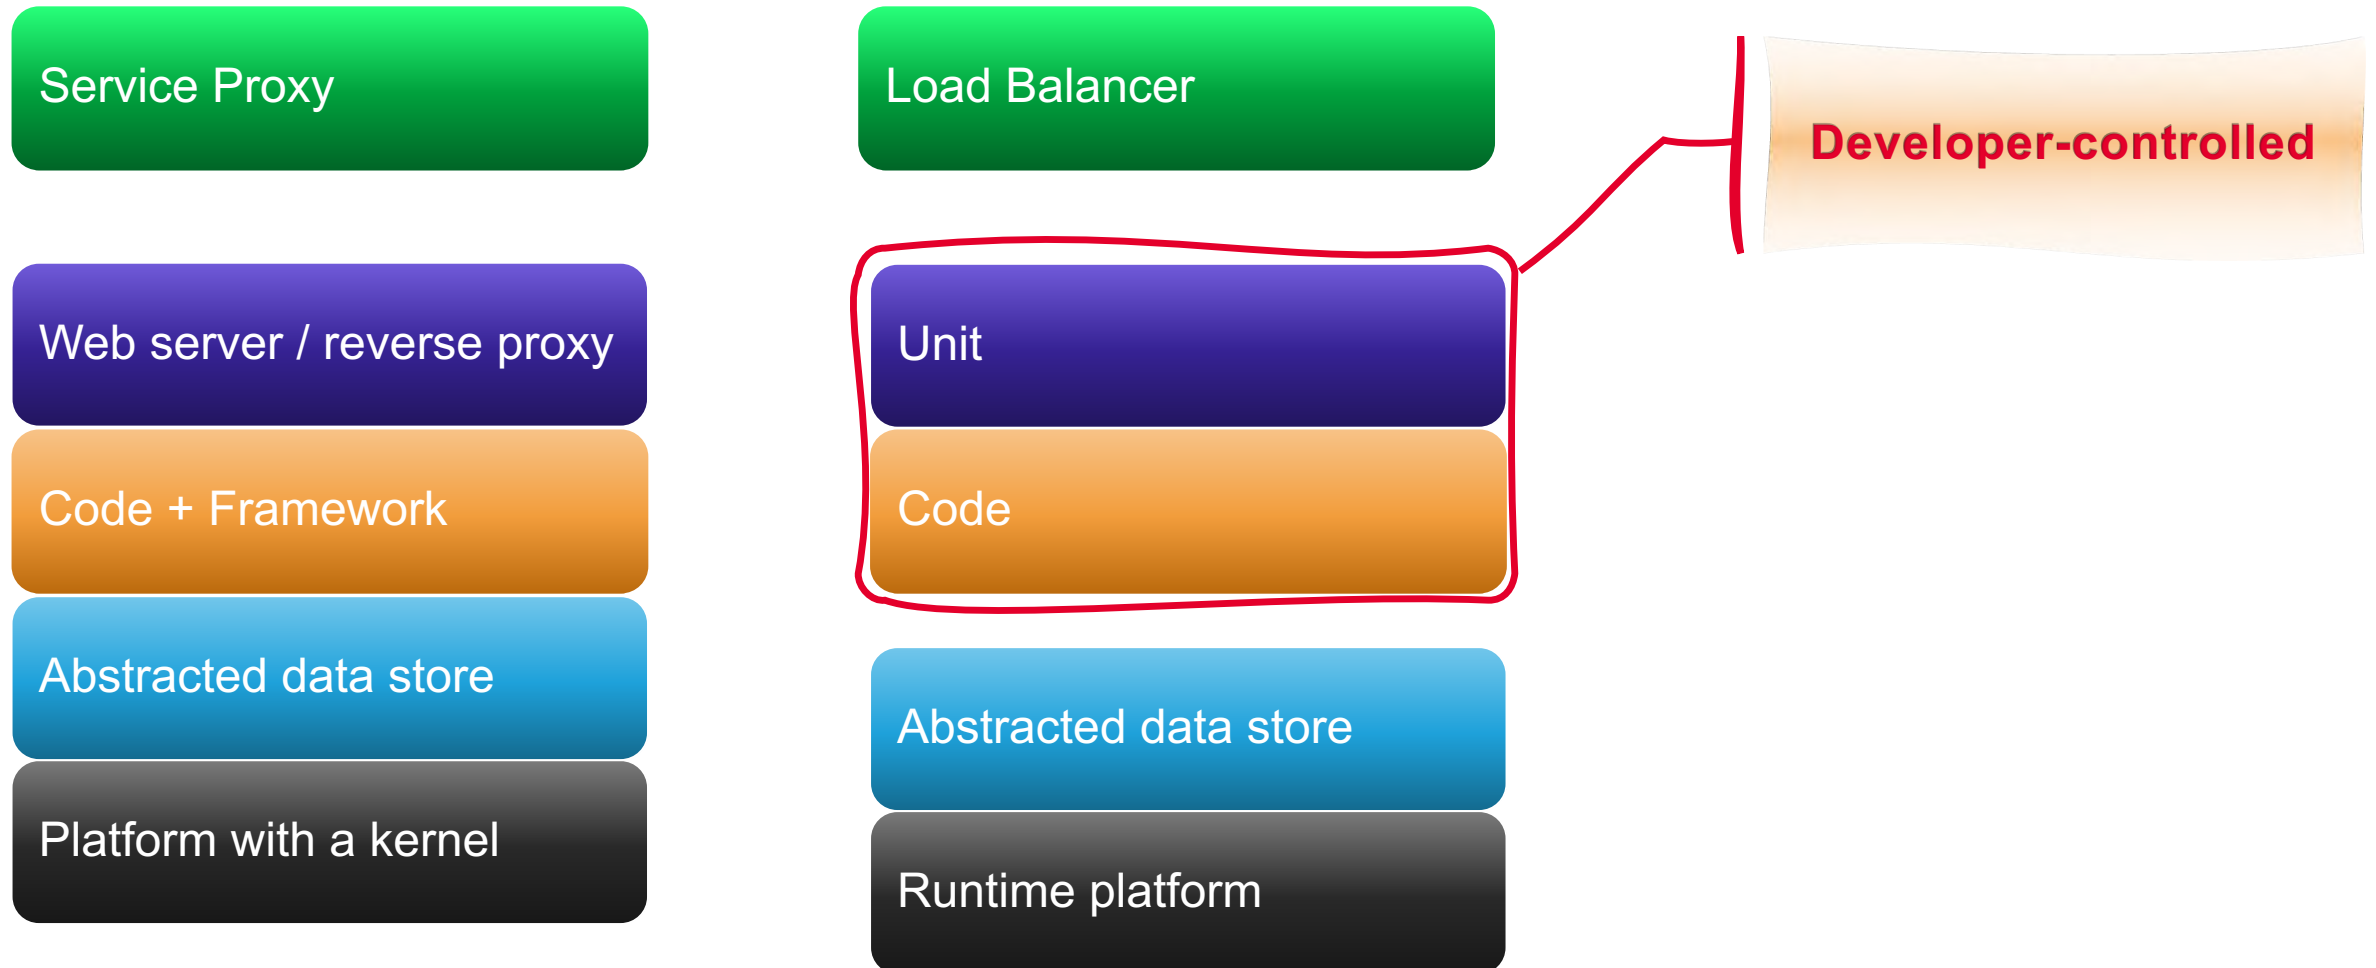 Service Proxy
Web server / reverse proxy
Code + Framework
Abstracted data store
Platform with a kernel
Load Balancer
Unit
Code
Abstracted data store
Runtime platform
Developer-controlled